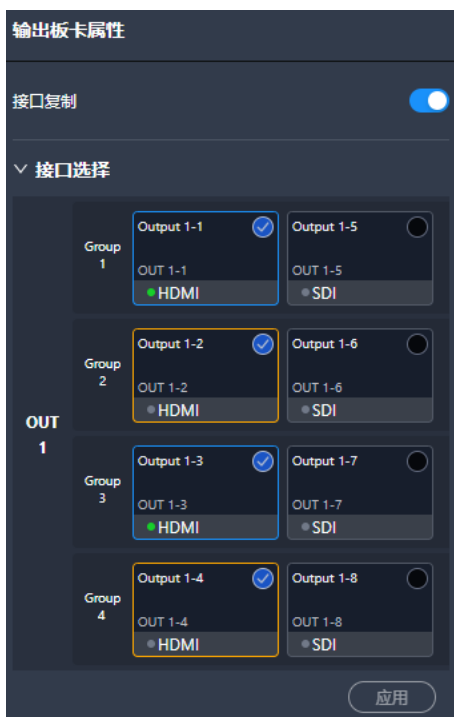 输出板卡属性
接口复制
接口选择
OUT
1
Group
1
Output 1-1
OUT 1-1
HDMI
Output 1-5
OUT 1-5
SDI
Group
2
Output 1-2
OUT 1-2
HDMI
Output 1-6
OUT 1-6
SDI
Group
3
Output 1-3
OUT 1-3
HDMI
Output 1-7
OUT 1-7
SDI
Group
4
Output 1-4
OUT 1-4
HDMI
Output 1-8
OUT 1-8
SDI
应用